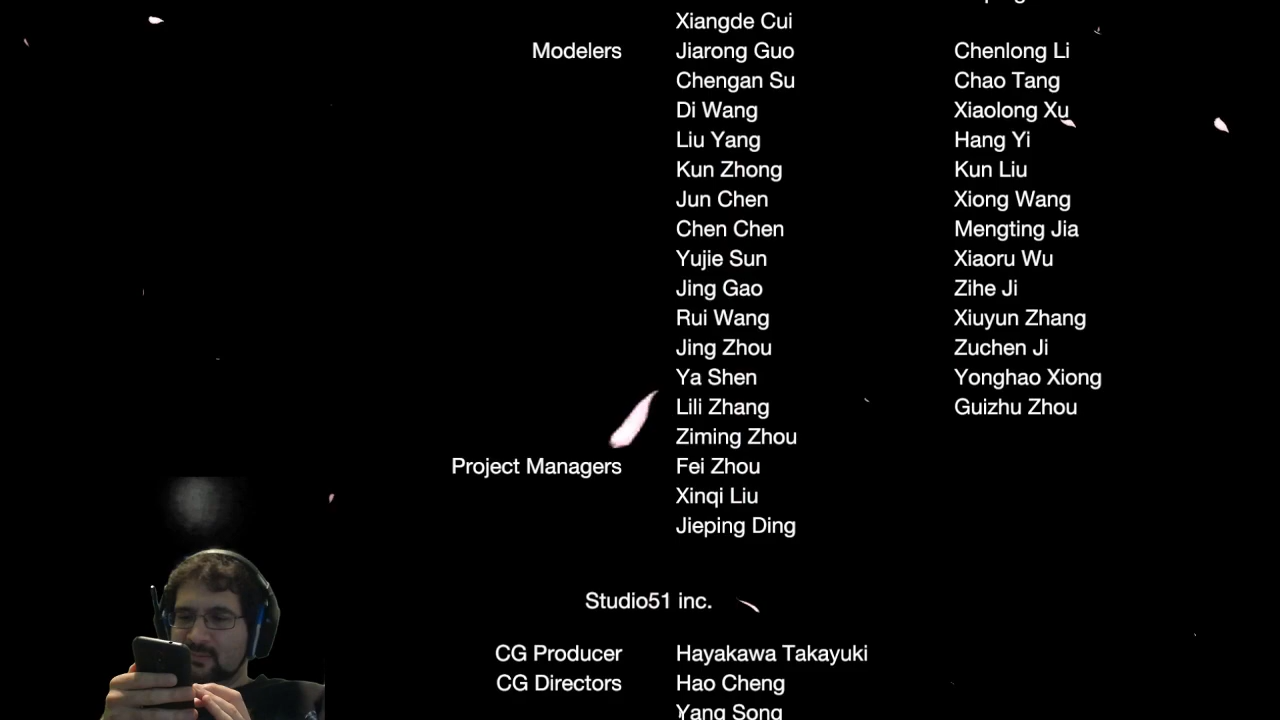 Xiangde Cui
Modelers Jiarong Guo Chenlong Li
Chengan Su Chao Tang
Di Wang Xiaolong Xu
Liu Yang Hang Yi
Kun Zhong Kun Liu
Jun Chen Xiong Wang
Chen Chen Mengting Jia
Yujie Sun Xiaoru Wu
Jing Gao Zihe Ji
Rui Wang Xiuyun Zhang
Jing Zhou Zuchen Ji
Ya Shen Yonghao Xiong
Lili Zhang Guizhu Zhou
Ziming Zhou
Project Managers Fei Zhou
Xinqi Liu
Jieping Ding
Studio51 inc.
CG Producer Hayakawa Takayuki
CG Directors Hao Cheng
Yang Song